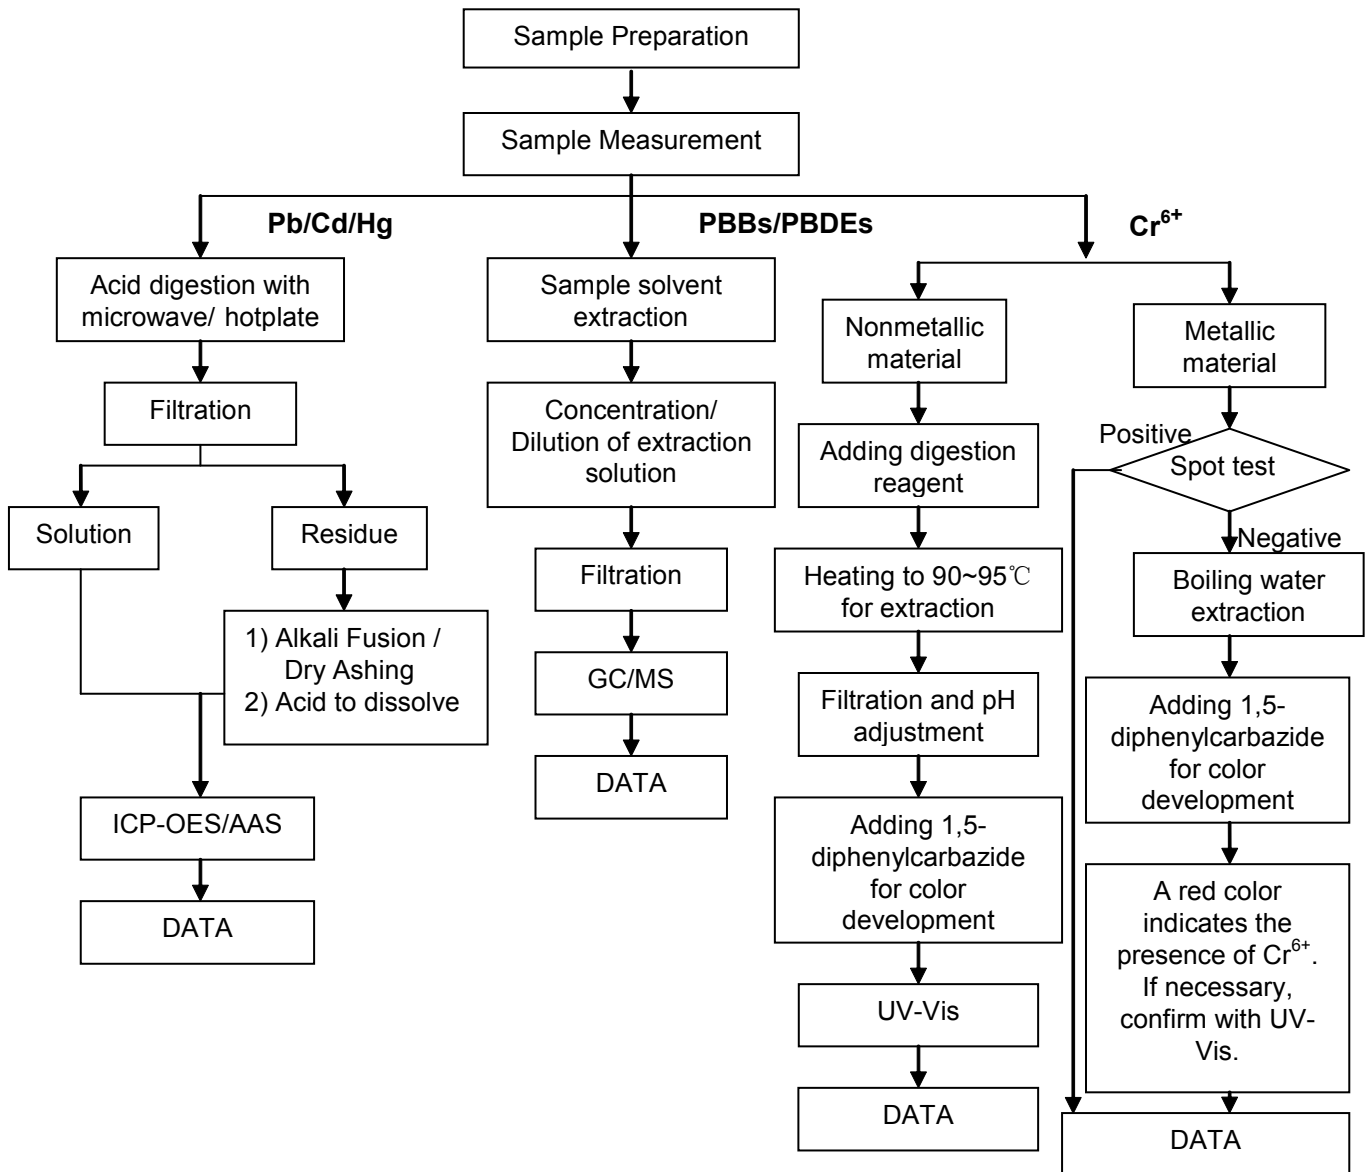 Sample Preparation
Sample Measurement
Pb/Cd/Hg
PBBs/PBDEs
Cr⁶⁺
Acid digestion with
microwave/ hotplate
Filtration
Solution
Residue
1) Alkali Fusion /
Dry Ashing
2) Acid to dissolve
ICP-OES/AAS
DATA
Sample solvent
extraction
Concentration/
Dilution of extraction
solution
Filtration
GC/MS
DATA
Nonmetallic
material
Adding digestion
reagent
Heating to 90~95℃
for extraction
Filtration and pH
adjustment
Adding 1,5-
diphenylcarbazide
for color
development
UV-Vis
DATA
Metallic
material
Positive
Spot test
Negative
Boiling water
extraction
Adding 1,5-
diphenylcarbazide
for color
development
A red color
indicates the
presence of Cr⁶⁺.
If necessary,
confirm with UV-
Vis.
DATA